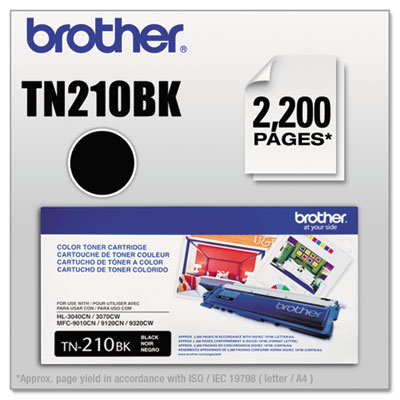 brother
TN210BK
2,200
PAGES*
brother
at your side
COLOR TONER CARTRIDGE
CARTOUCHE DE TONER COULEUR
CARTUCHO DE TÓNER A COLOR
CARTUCHO DE TONER COLORIDO
FOR USE WITH / POUR UTILISER AVEC
PARA USAR CON / PARA USO COM
HL-3040CN / 3070CW
MFC-9010CN / 9120CN / 9320CW
TN-210BK
BLACK
NOIR
NEGRO
*Approx. page yield in accordance with ISO / IEC 19798 ( letter / A4 )